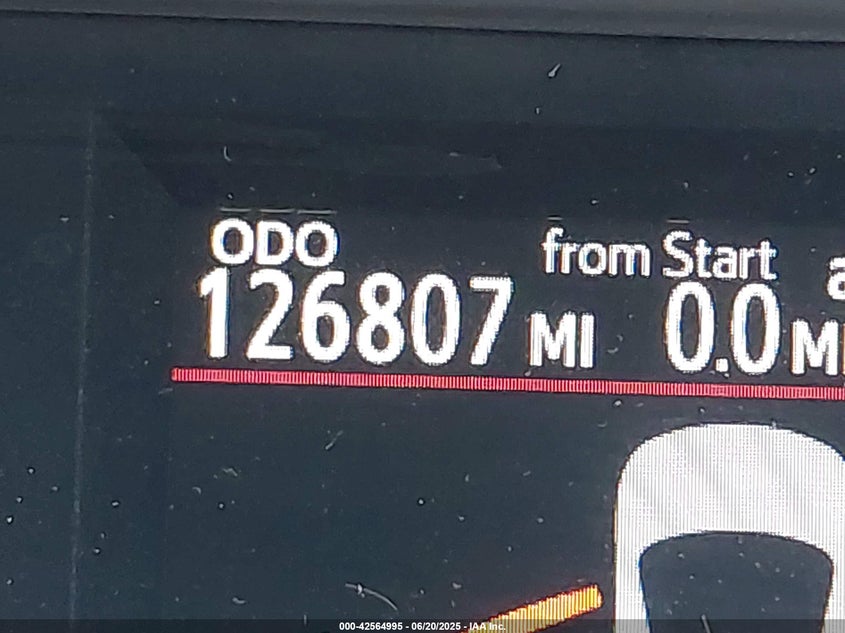 ODO from Start
126807 MI 0.0 MI
000-42564995 - 06/20/2025 - IAA Inc.